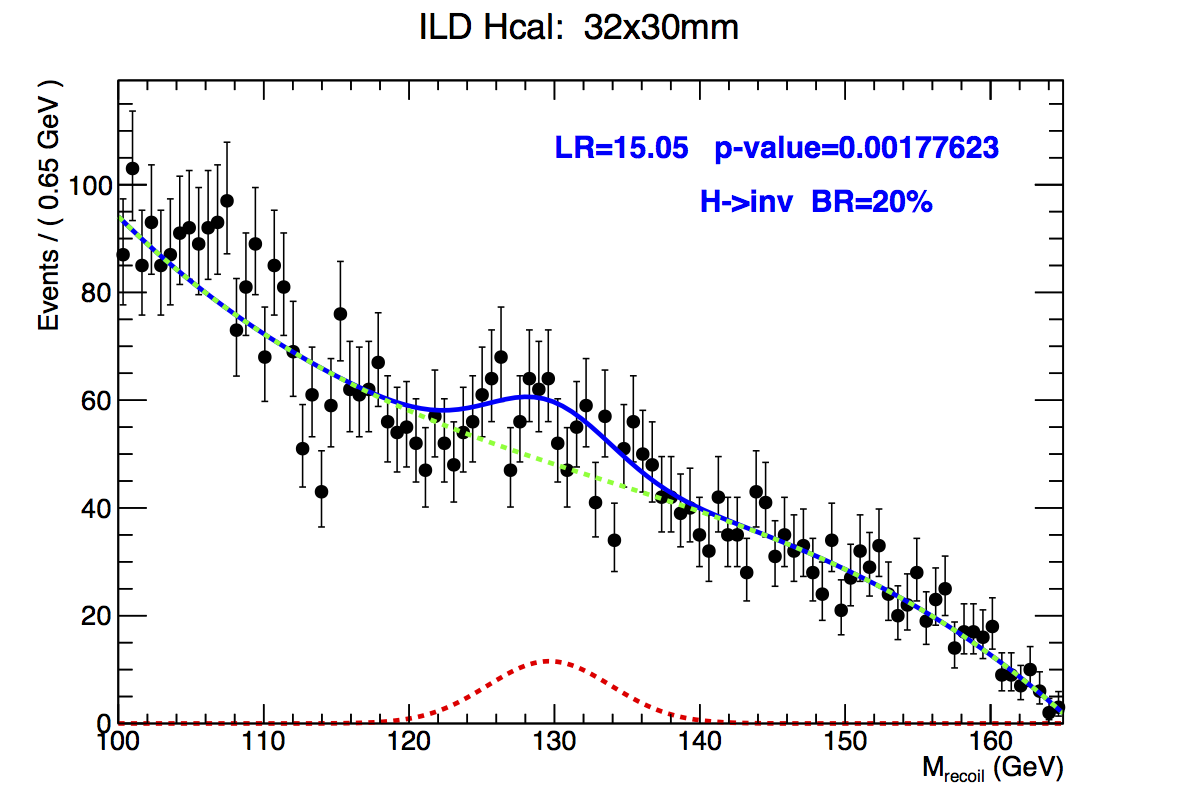 ILD Hcal: 32x30mm
Events / ( 0.65 GeV )
LR=15.05 p-value=0.00177623
H->inv BR=20%
100
80
60
40
20
0
100 110 120 130 140 150 160
M_recoil (GeV)